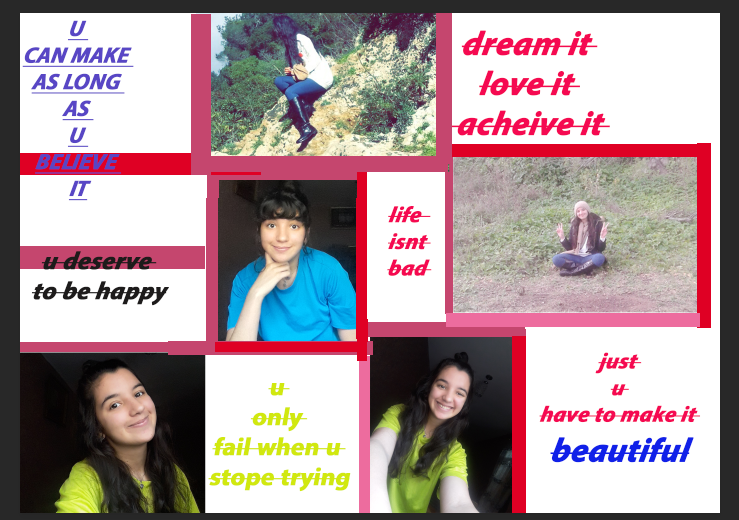 U
CAN MAKE
AS LONG
AS
U
BELIEVE
IT
dream it
love it
acheive it
life
isnt
bad
u deserve
to be happy
u
only
fail when u
stope trying
just
u
have to make it
beautiful